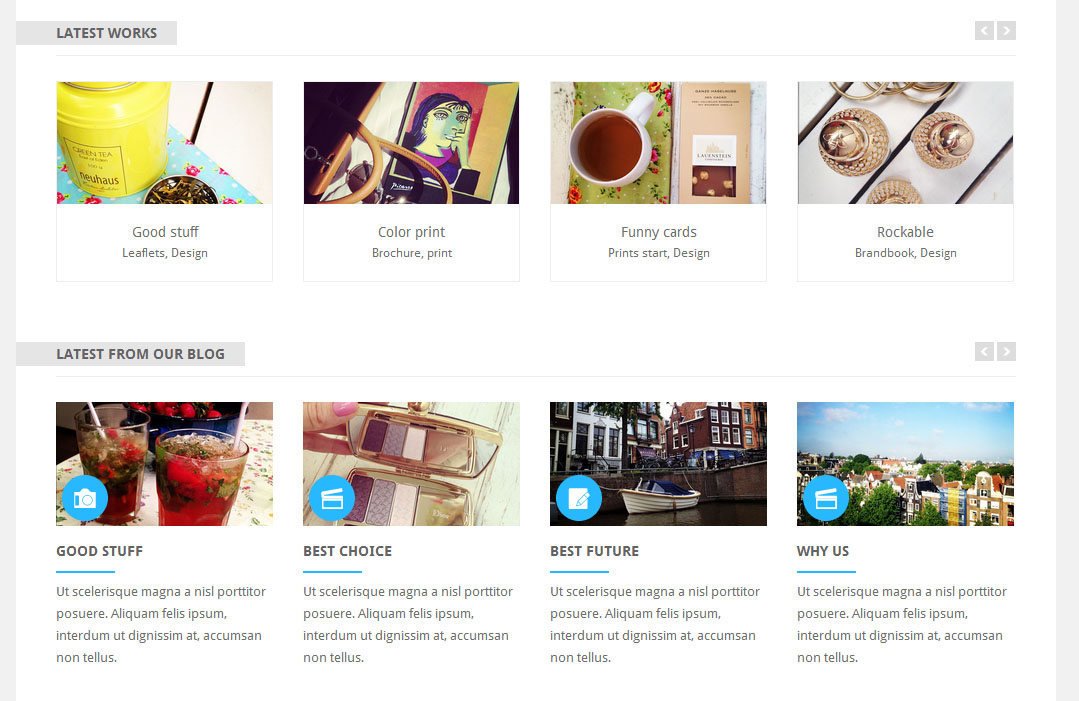 LATEST WORKS
GREEN TEA
neuhaus
Picasso
GANZE HASELNÜSSE
LAUENSTEIN
Good stuff
Color print
Funny cards
Rockable
Leaflets, Design
Brochure, print
Prints start, Design
Brandbook, Design
LATEST FROM OUR BLOG
Dior
GOOD STUFF
BEST CHOICE
BEST FUTURE
WHY US
Ut scelerisque magna a nisl porttitor
posuere. Aliquam felis ipsum,
interdum ut dignissim at, accumsan
non tellus.
Ut scelerisque magna a nisl porttitor
posuere. Aliquam felis ipsum,
interdum ut dignissim at, accumsan
non tellus.
Ut scelerisque magna a nisl porttitor
posuere. Aliquam felis ipsum,
interdum ut dignissim at, accumsan
non tellus.
Ut scelerisque magna a nisl porttitor
posuere. Aliquam felis ipsum,
interdum ut dignissim at, accumsan
non tellus.